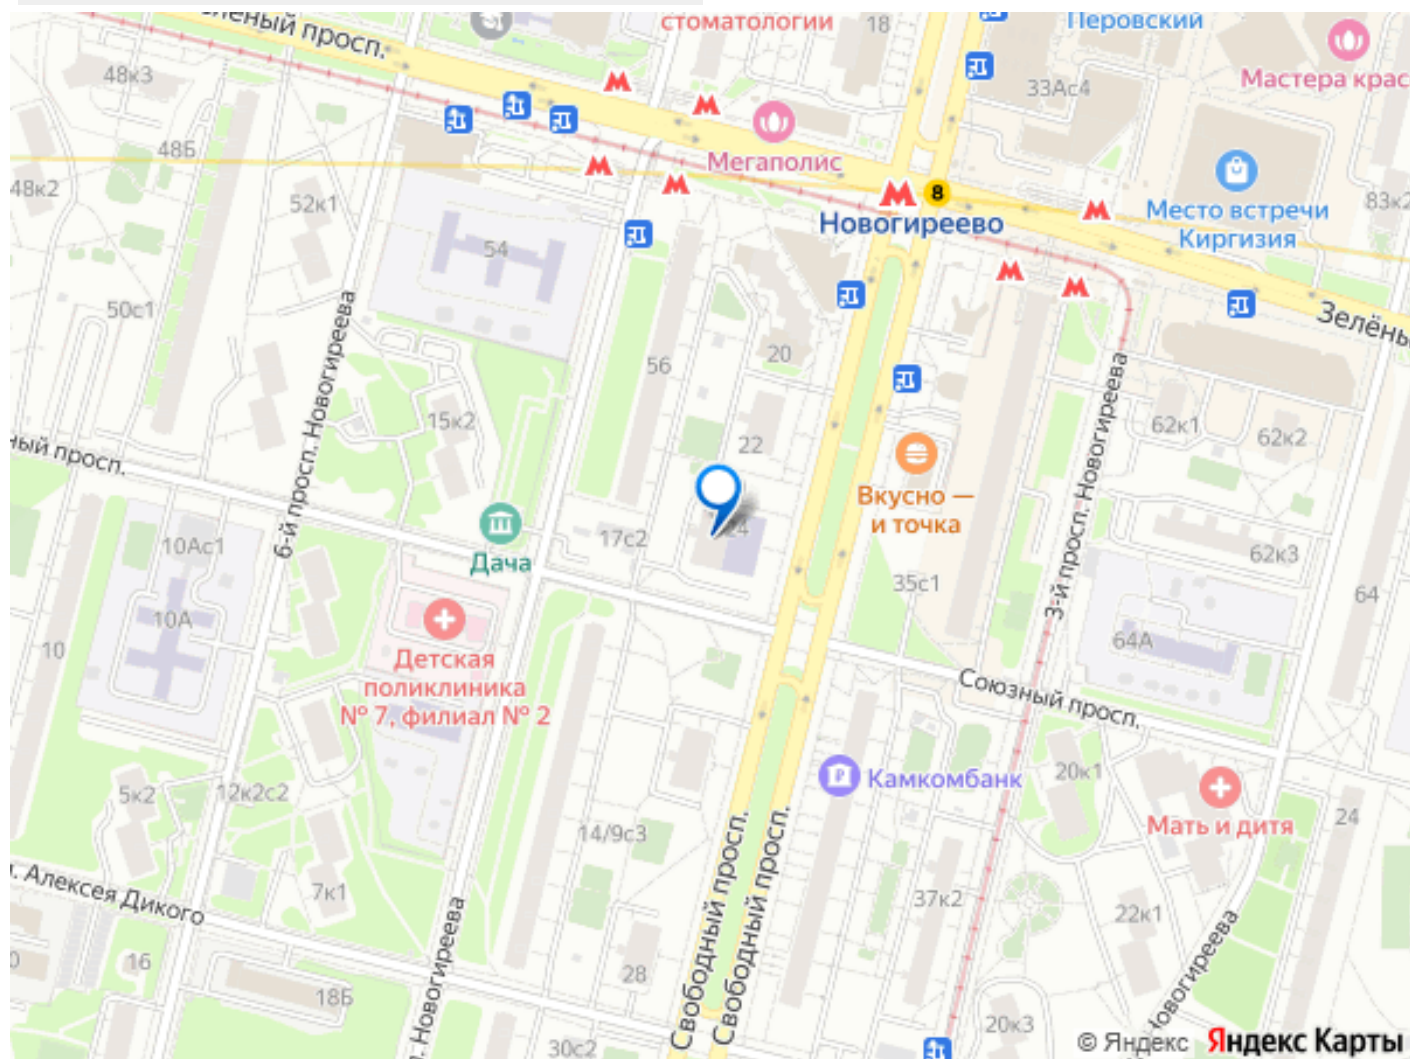 стоматологии
18
Перовский
Мастера крас
елёный просп.
48к3
33Ас4
48Б
Мегаполис
48к2
52к1
8
Новогиреево
Место встречи
Киргизия
83к2
54
50с1
Зелёны
20
56
15к2
22
62к1
62к2
6-й просп. Новогиреева
3-й просп. Новогиреева
ный просп.
Вкусно —
и точка
10Ас1
17с2
24
62к3
Дача
35с1
64
10А
64А
10
Детская
поликлиника
№ 7, филиал № 2
Союзный просп.
Камкомбанк
20к1
5к2
12к2с2
14/9с3
Мать и дитя
24
Свободный просп.
Свободный просп.
. Алексея Дикого
7к1
37к2
22к1
Новогиреева
Новогиреева
16
28
18Б
20к3
30с2
© Яндекс Яндекс Карты